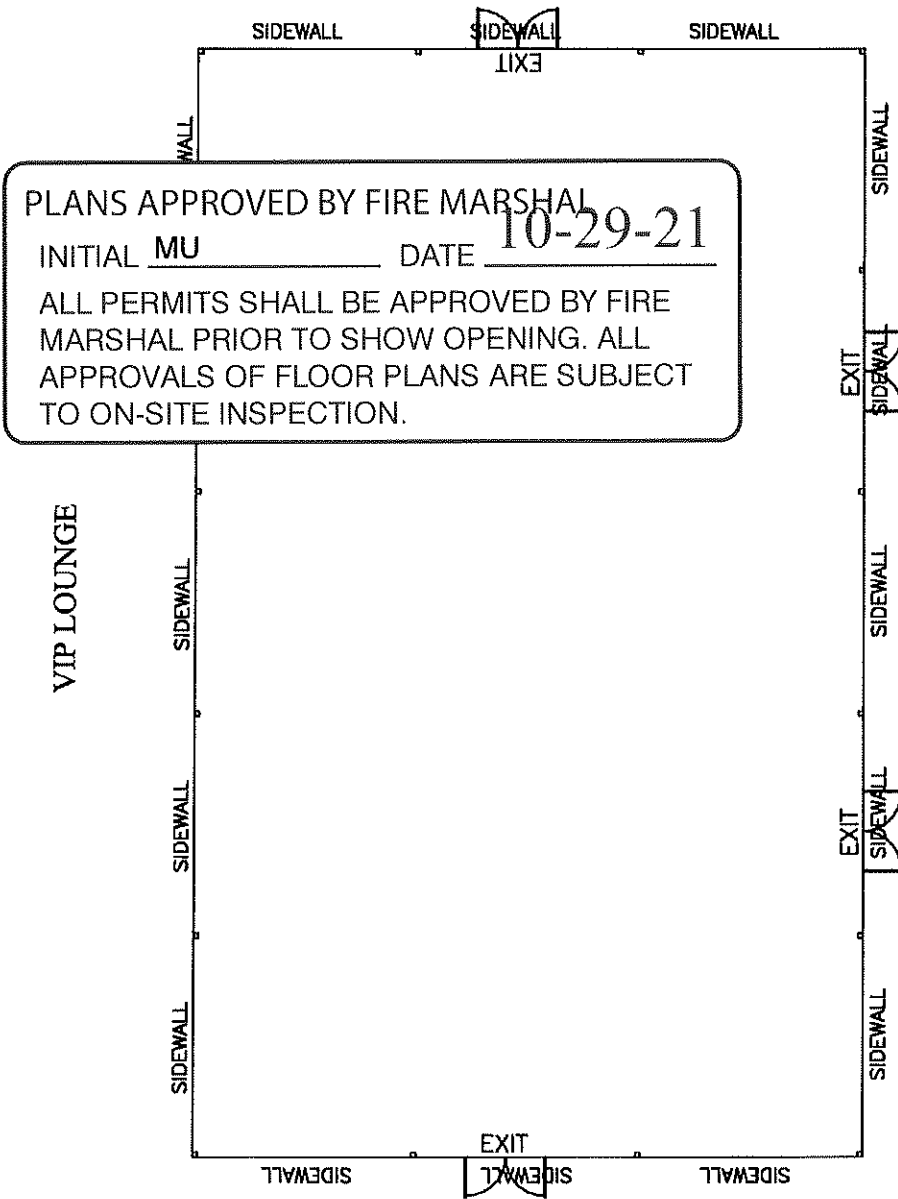 SIDEWALL SIDEWALL SIDEWALL
EXIT
WALL
SIDEWALL
PLANS APPROVED BY FIRE MARSHAL
INITIAL MU DATE 10-29-21
ALL PERMITS SHALL BE APPROVED BY FIRE
MARSHAL PRIOR TO SHOW OPENING. ALL
APPROVALS OF FLOOR PLANS ARE SUBJECT
TO ON-SITE INSPECTION.
EXIT
SIDEWALL
VIP LOUNGE
SIDEWALL
SIDEWALL
SIDEWALL
EXIT
SIDEWALL
SIDEWALL
SIDEWALL
EXIT
SIDEWALL SIDEWALL SIDEWALL